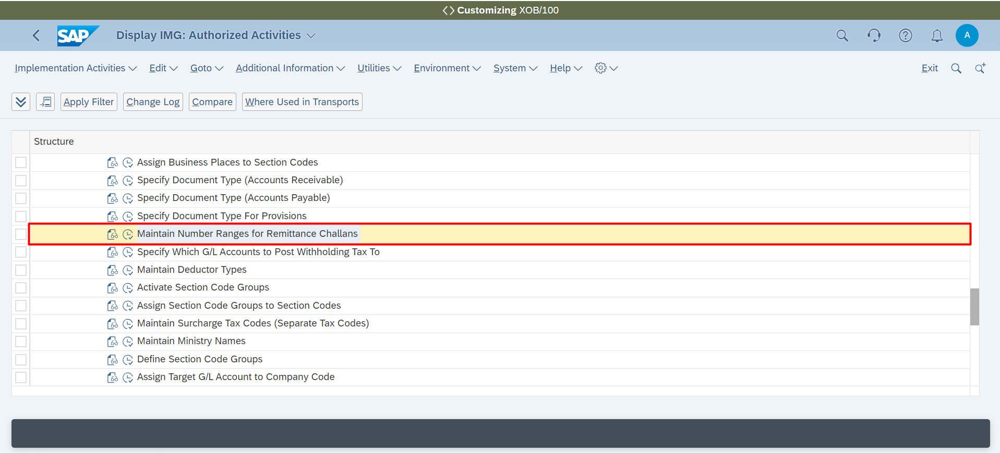 Customizing XOB/100
SAP Display IMG: Authorized Activities A
Implementation Activities Edit Goto Additional Information Utilities Environment System Help Exit
Apply Filter Change Log Compare Where Used in Transports
Structure
Assign Business Places to Section Codes
Specify Document Type (Accounts Receivable)
Specify Document Type (Accounts Payable)
Specify Document Type For Provisions
Maintain Number Ranges for Remittance Challans
Specify Which G/L Accounts to Post Withholding Tax To
Maintain Deductor Types
Activate Section Code Groups
Assign Section Code Groups to Section Codes
Maintain Surcharge Tax Codes (Separate Tax Codes)
Maintain Ministry Names
Define Section Code Groups
Assign Target G/L Account to Company Code